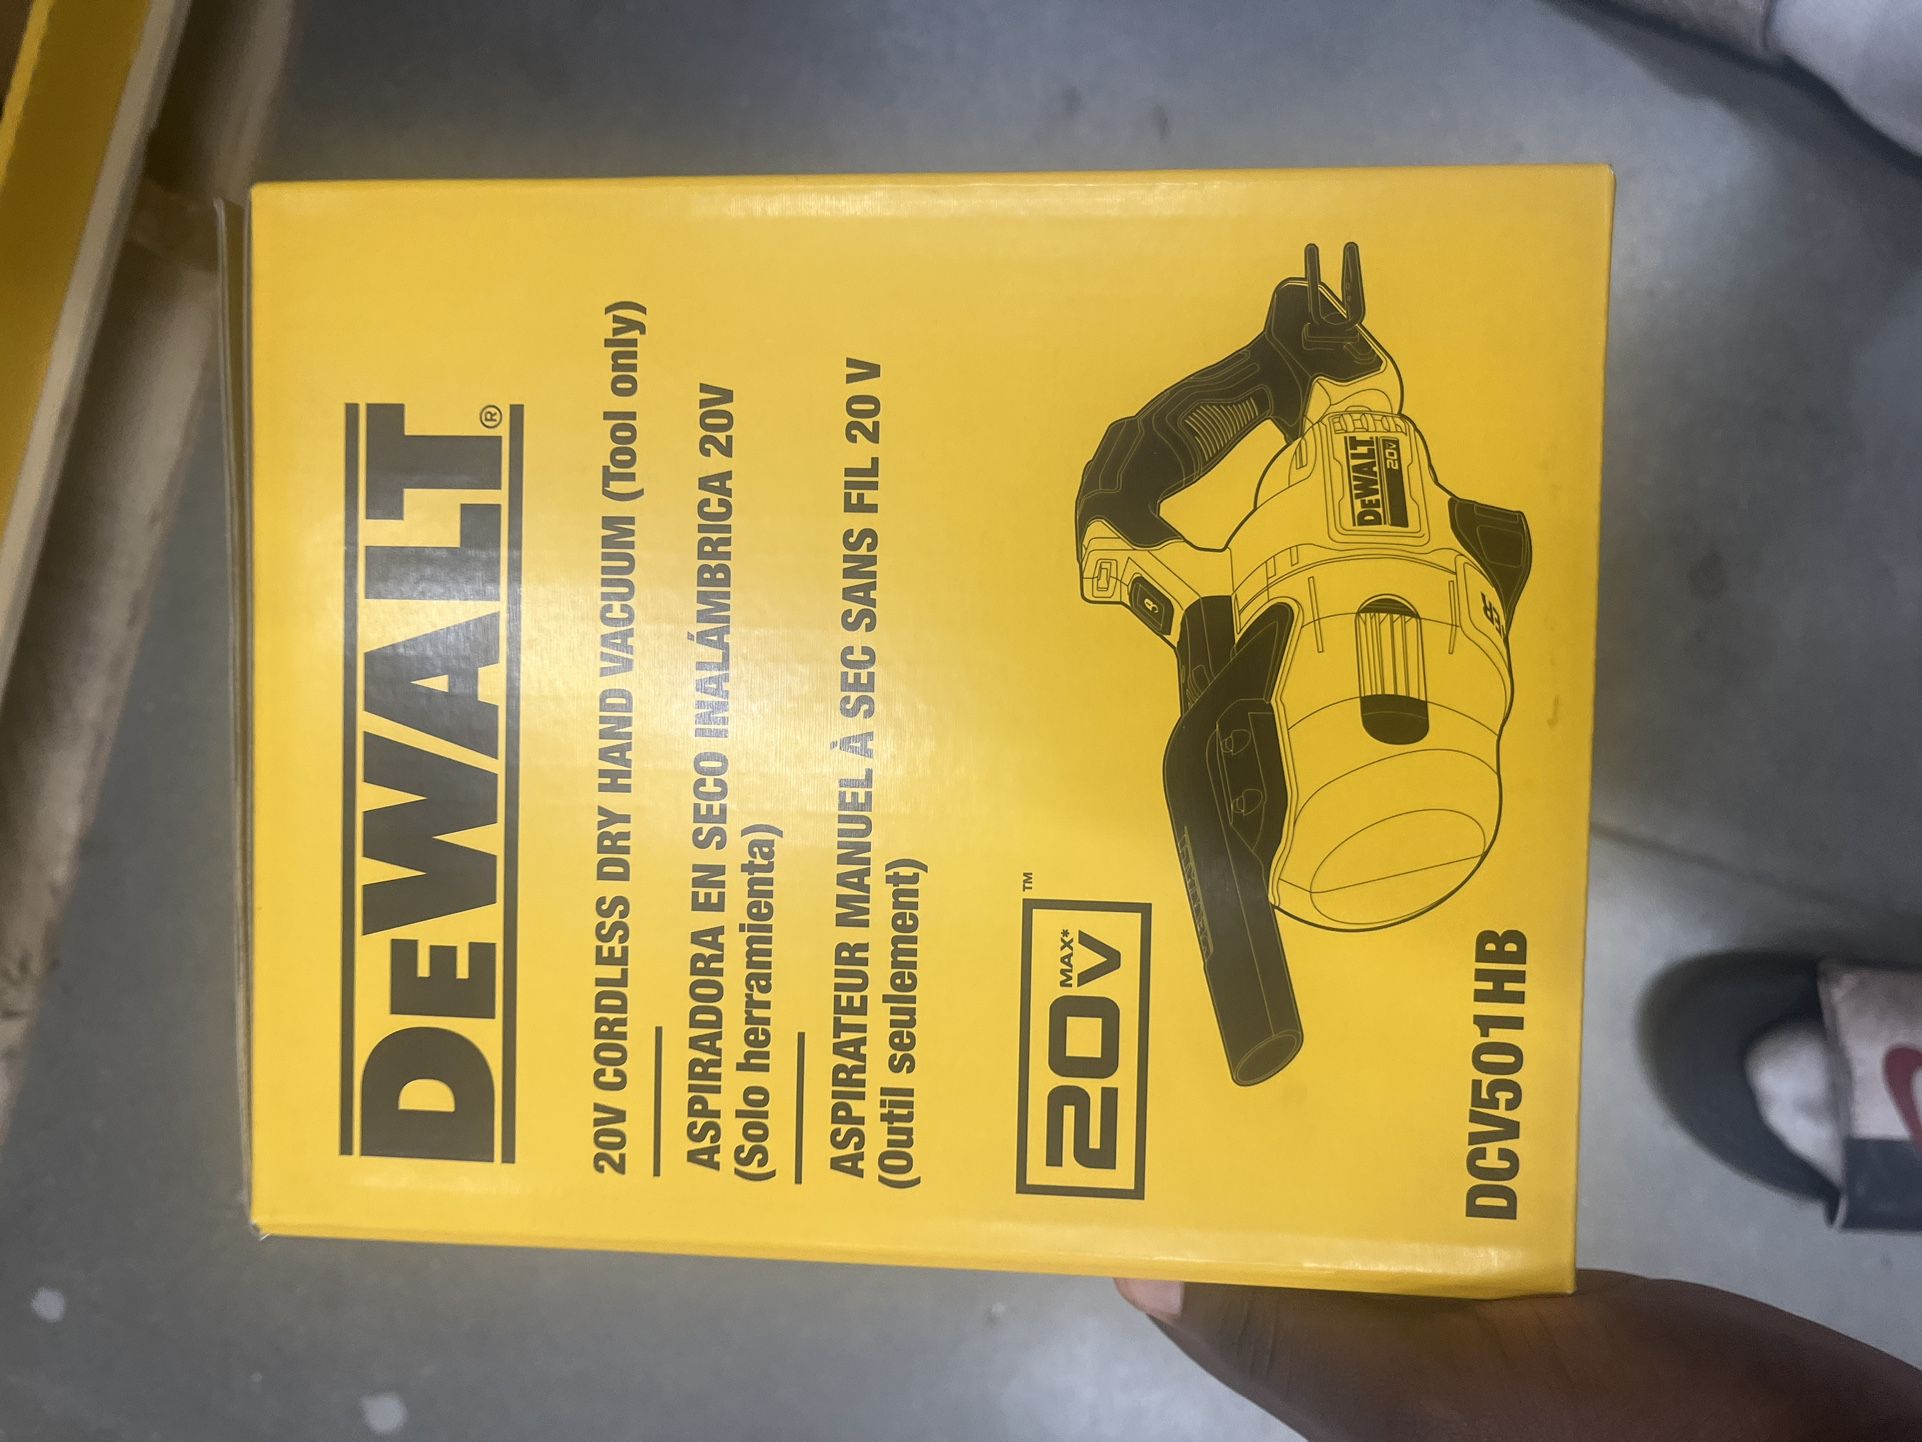 DEWALT®
20V CORDLESS DRY HAND VACUUM (Tool only)
ASPIRADORA EN SECO INALÁMBRICA 20V
(Solo herramienta)
ASPIRATEUR MANUEL À SEC SANS FIL 20 V
(Outil seulement)
20V MAX* ™
DEWALT
20V
DCV501HB